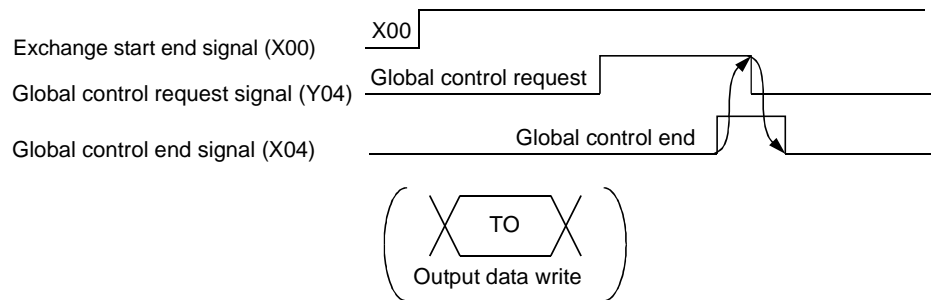 X00
Exchange start end signal (X00)
Global control request
Global control request signal (Y04)
Global control end
Global control end signal (X04)
TO
Output data write